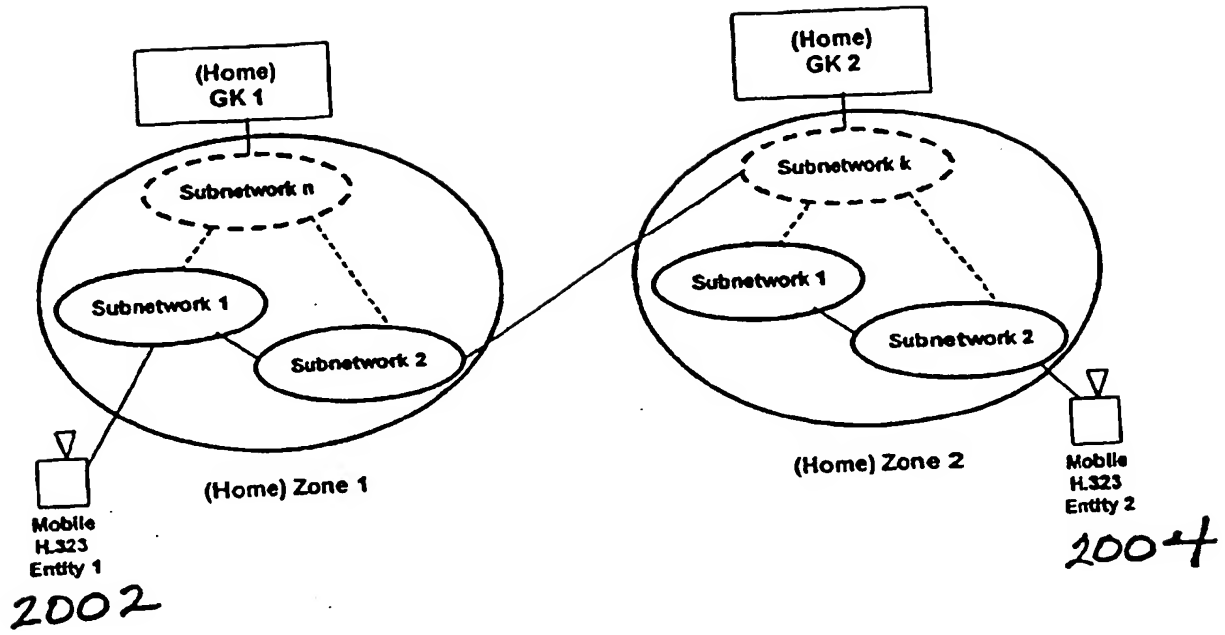 (Home)
GK 1
(Home)
GK 2
Subnetwork n
Subnetwork k
Subnetwork 1
Subnetwork 2
Subnetwork 1
Subnetwork 2
(Home) Zone 1
(Home) Zone 2
Mobile
H.323
Entity 1
2002
Mobile
H.323
Entity 2
2004